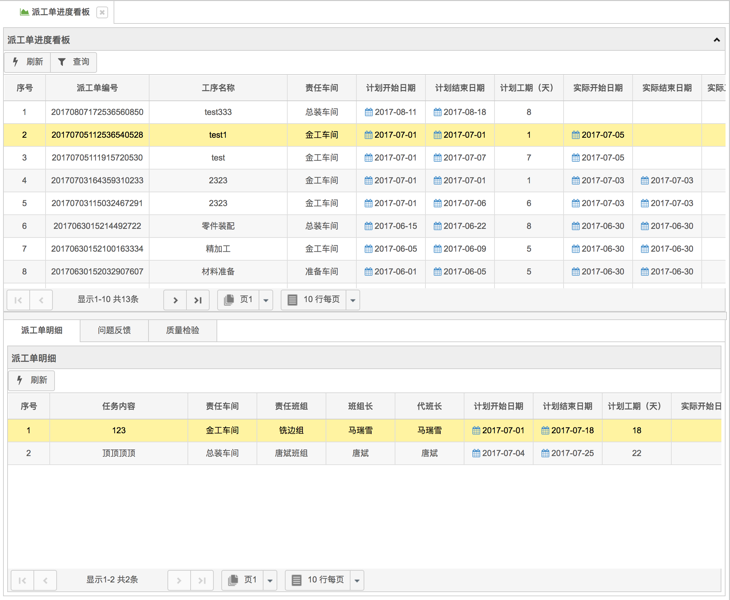 派工单进度看板
派工单进度看板
刷新 查询
序号 派工单编号 工序名称 责任车间 计划开始日期 计划结束日期 计划工期（天） 实际开始日期 实际结束日期 实际
1 20170807172536560850 test333 总装车间 2017-08-11 2017-08-18 8
2 20170705112536540528 test1 金工车间 2017-07-01 2017-07-01 1 2017-07-05
3 20170705111915720530 test 金工车间 2017-07-01 2017-07-07 7 2017-07-05
4 20170703164359310233 2323 金工车间 2017-07-01 2017-07-01 1 2017-07-03 2017-07-03
5 20170703115032467291 2323 金工车间 2017-07-01 2017-07-06 6 2017-07-03 2017-07-03
6 2017063015214492722 零件装配 总装车间 2017-06-15 2017-06-22 8 2017-06-30 2017-06-30
7 20170630152100163334 精加工 金工车间 2017-06-05 2017-06-09 5 2017-06-30 2017-06-30
8 20170630152032907607 材料准备 准备车间 2017-06-01 2017-06-05 5 2017-06-30 2017-06-30
显示1-10 共13条 页1 10 行每页
派工单明细 问题反馈 质量检验
派工单明细
刷新
序号 任务内容 责任车间 责任班组 班组长 代班长 计划开始日期 计划结束日期 计划工期（天） 实际开始日
1 123 金工车间 铣边组 马瑞雪 马瑞雪 2017-07-01 2017-07-18 18
2 顶顶顶顶 总装车间 唐斌班组 唐斌 唐斌 2017-07-04 2017-07-25 22
显示1-2 共2条 页1 10 行每页